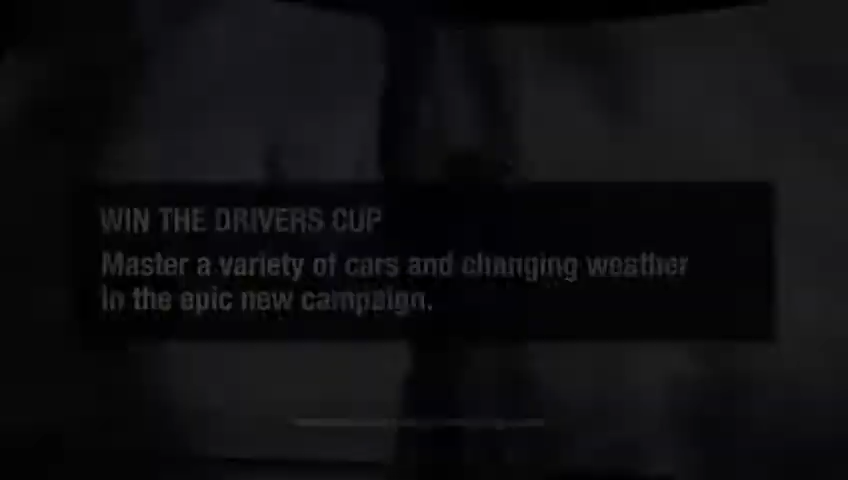 WIN THE DRIVERS CUP
Master a variety of cars and changing weather
in the epic new campaign.